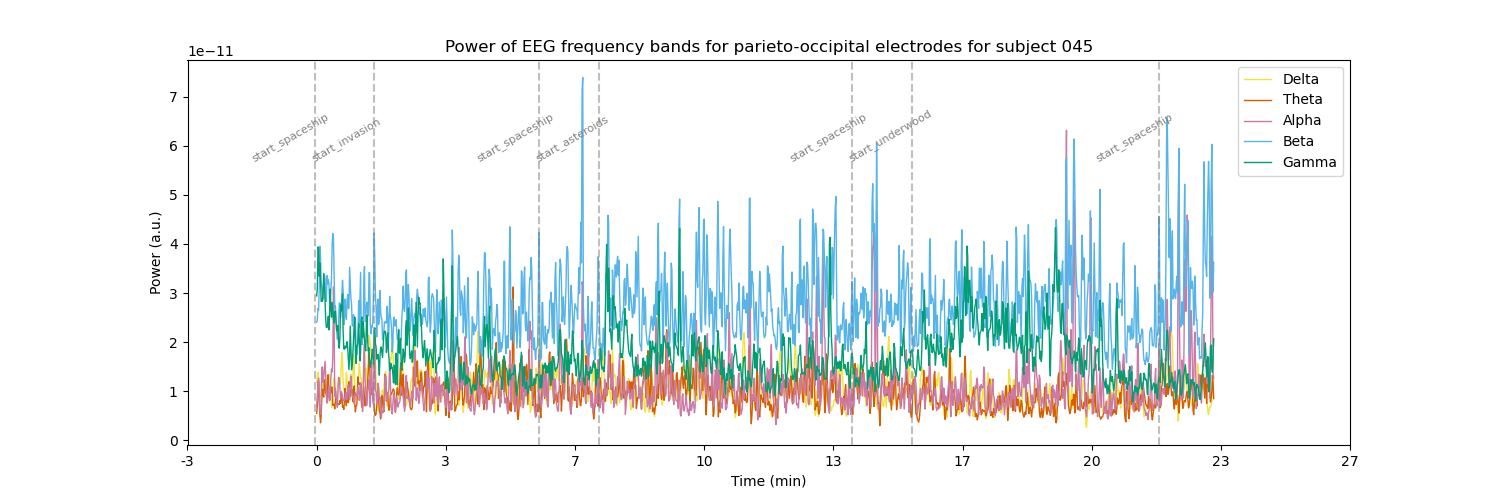 Power of EEG frequency bands for parieto-occipital electrodes for subject 045
1e−11
Power (a.u.)
7
6
5
4
3
2
1
0
start_spaceship
start_invasion
start_spaceship
start_asteroids
start_spaceship
start_underwood
start_spaceship
Delta
Theta
Alpha
Beta
Gamma
-3 0 3 7 10 13 17 20 23 27
Time (min)